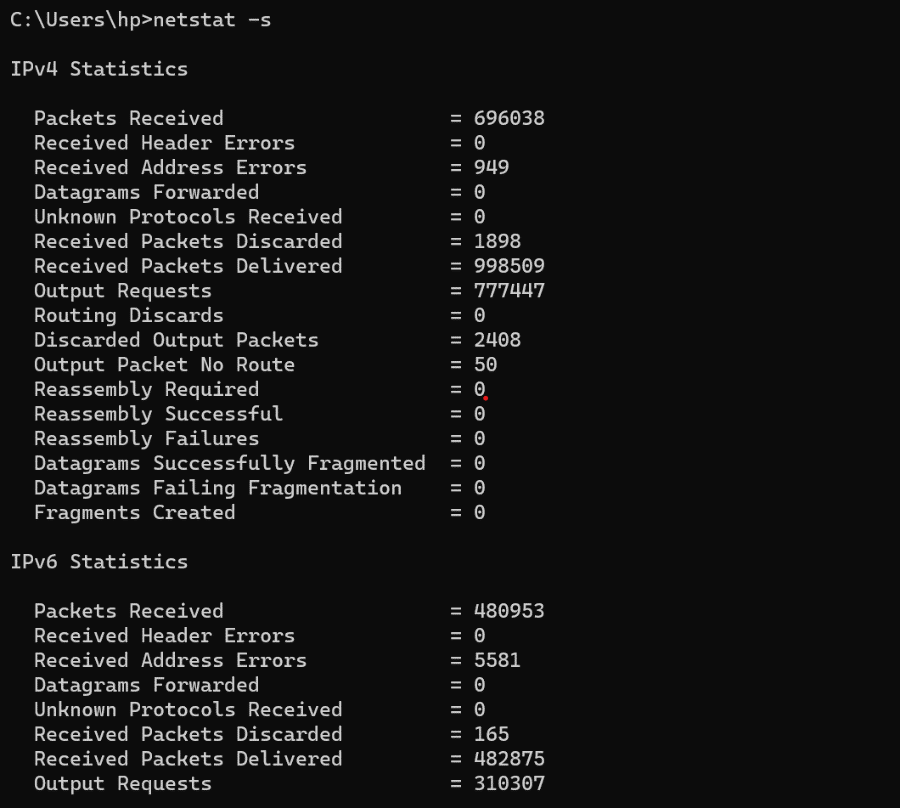 C:\Users\hp>netstat -s
IPv4 Statistics
Packets Received = 696038
Received Header Errors = 0
Received Address Errors = 949
Datagrams Forwarded = 0
Unknown Protocols Received = 0
Received Packets Discarded = 1898
Received Packets Delivered = 998509
Output Requests = 777447
Routing Discards = 0
Discarded Output Packets = 2408
Output Packet No Route = 50
Reassembly Required = 0
Reassembly Successful = 0
Reassembly Failures = 0
Datagrams Successfully Fragmented = 0
Datagrams Failing Fragmentation = 0
Fragments Created = 0
IPv6 Statistics
Packets Received = 480953
Received Header Errors = 0
Received Address Errors = 5581
Datagrams Forwarded = 0
Unknown Protocols Received = 0
Received Packets Discarded = 165
Received Packets Delivered = 482875
Output Requests = 310307